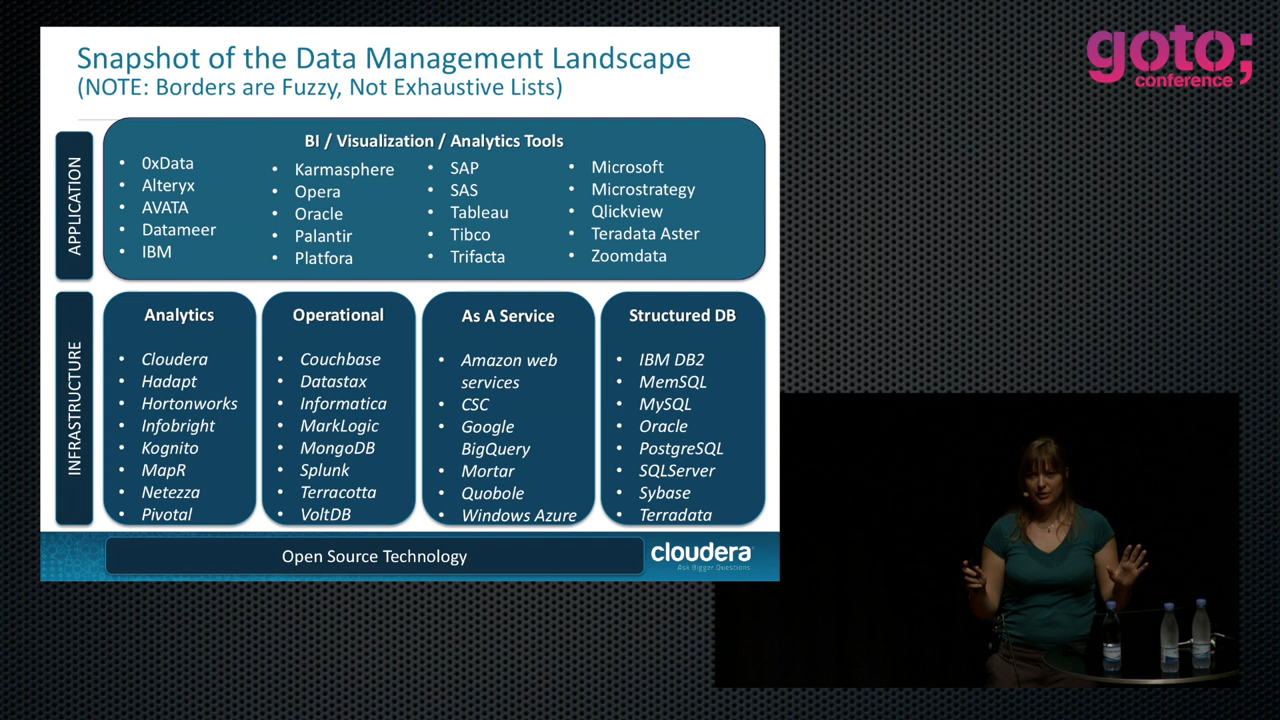 goto;
conference
Snapshot of the Data Management Landscape
(NOTE: Borders are Fuzzy, Not Exhaustive Lists)
APPLICATION
BI / Visualization / Analytics Tools
• 0xData
• Alteryx
• AVATA
• Datameer
• IBM
• Karmasphere
• Opera
• Oracle
• Palantir
• Platfora
• SAP
• SAS
• Tableau
• Tibco
• Trifacta
• Microsoft
• Microstrategy
• Qlickview
• Teradata Aster
• Zoomdata
INFRASTRUCTURE
Analytics
• Cloudera
• Hadapt
• Hortonworks
• Infobright
• Kognito
• MapR
• Netezza
• Pivotal
Operational
• Couchbase
• Datastax
• Informatica
• MarkLogic
• MongoDB
• Splunk
• Terracotta
• VoltDB
As A Service
• Amazon web
services
• CSC
• Google
BigQuery
• Mortar
• Quobole
• Windows Azure
Structured DB
• IBM DB2
• MemSQL
• MySQL
• Oracle
• PostgreSQL
• SQLServer
• Sybase
• Terradata
Open Source Technology
cloudera
Ask Bigger Questions